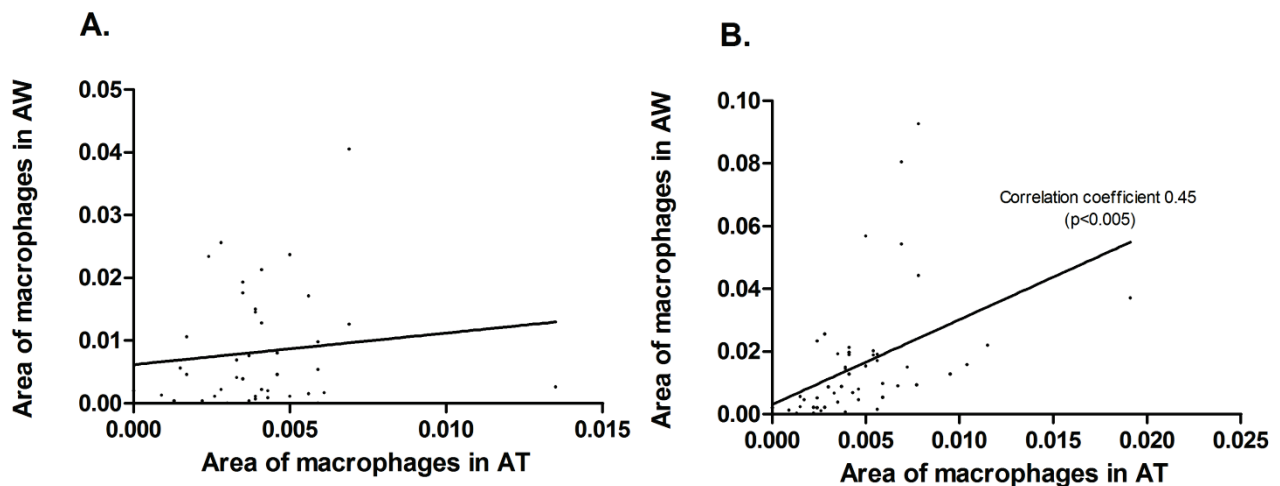 A.
Area of macrophages in AW
0.05
0.04
0.03
0.02
0.01
0.00
0.000 0.005 0.010 0.015
Area of macrophages in AT
B.
Area of macrophages in AW
0.10
0.08
0.06
0.04
0.02
0.00
Correlation coefficient 0.45
(p<0.005)
0.000 0.005 0.010 0.015 0.020 0.025
Area of macrophages in AT